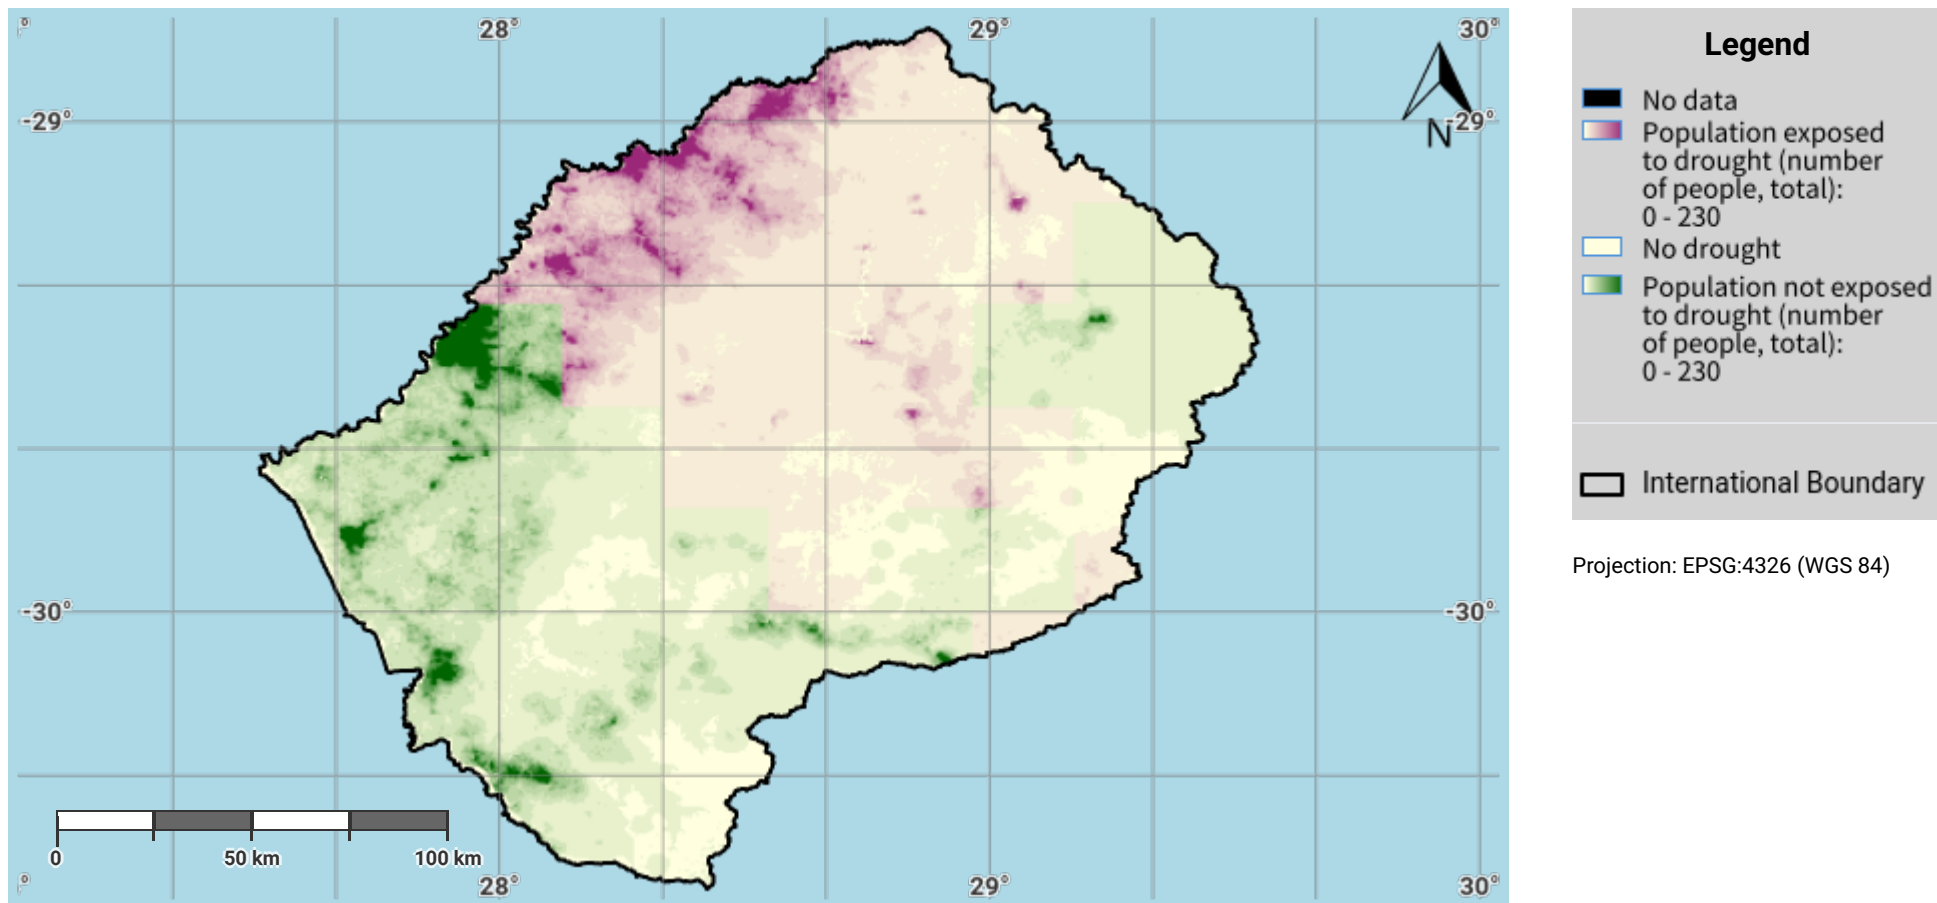 28°
29°
30°
-29°
-29°
N
-30°
-30°
0
50 km
100 km
28°
29°
30°
Legend
No data
Population exposed
to drought (number
of people, total):
0 - 230
No drought
Population not exposed
to drought (number
of people, total):
0 - 230
International Boundary
Projection: EPSG:4326 (WGS 84)